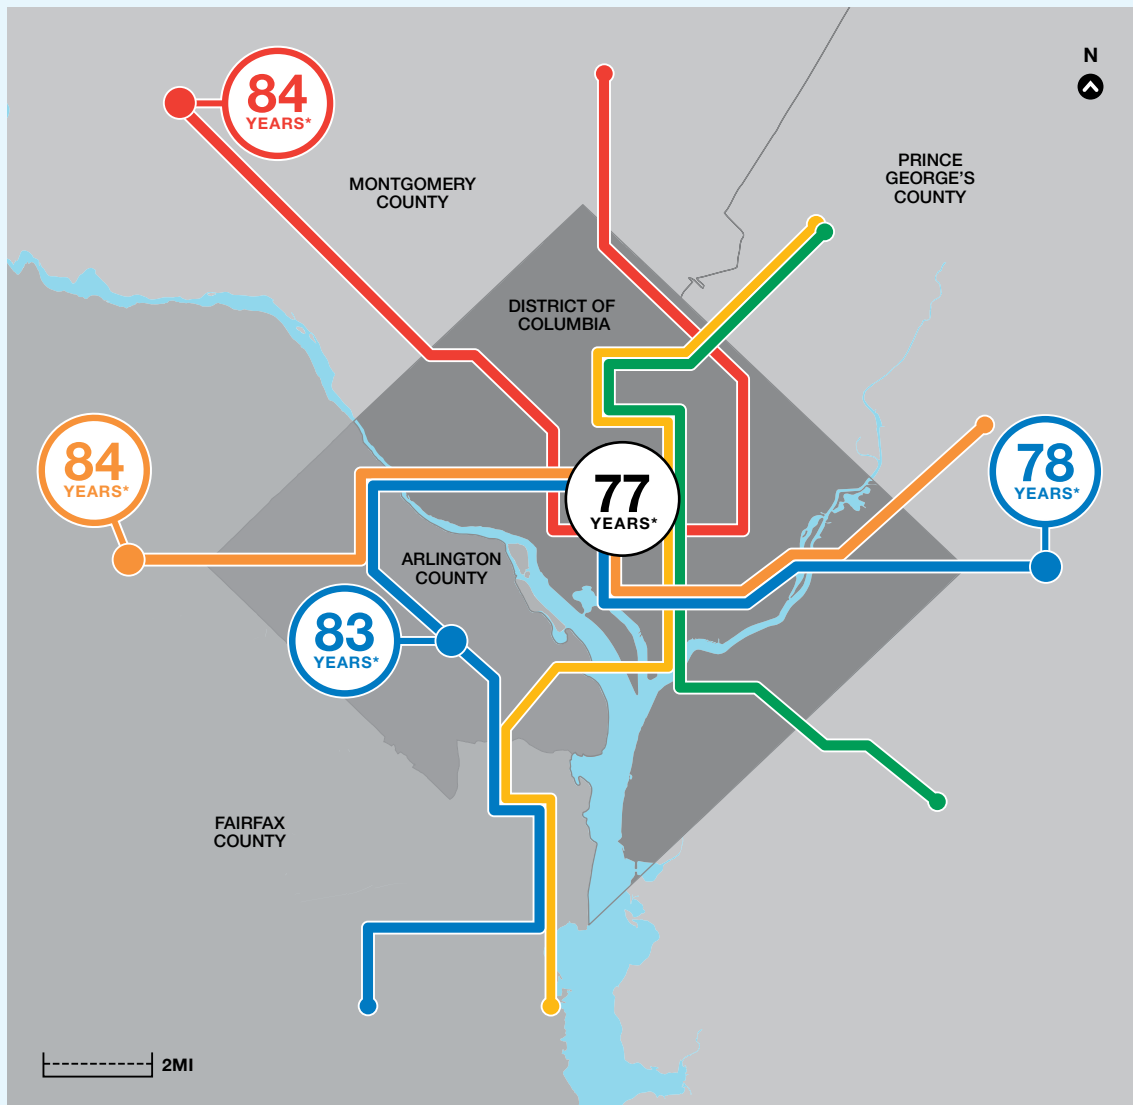 N
84
YEARS*
MONTGOMERY
COUNTY
PRINCE
GEORGE'S
COUNTY
DISTRICT OF
COLUMBIA
84
YEARS*
77
YEARS*
78
YEARS*
ARLINGTON
COUNTY
83
YEARS*
FAIRFAX
COUNTY
2MI